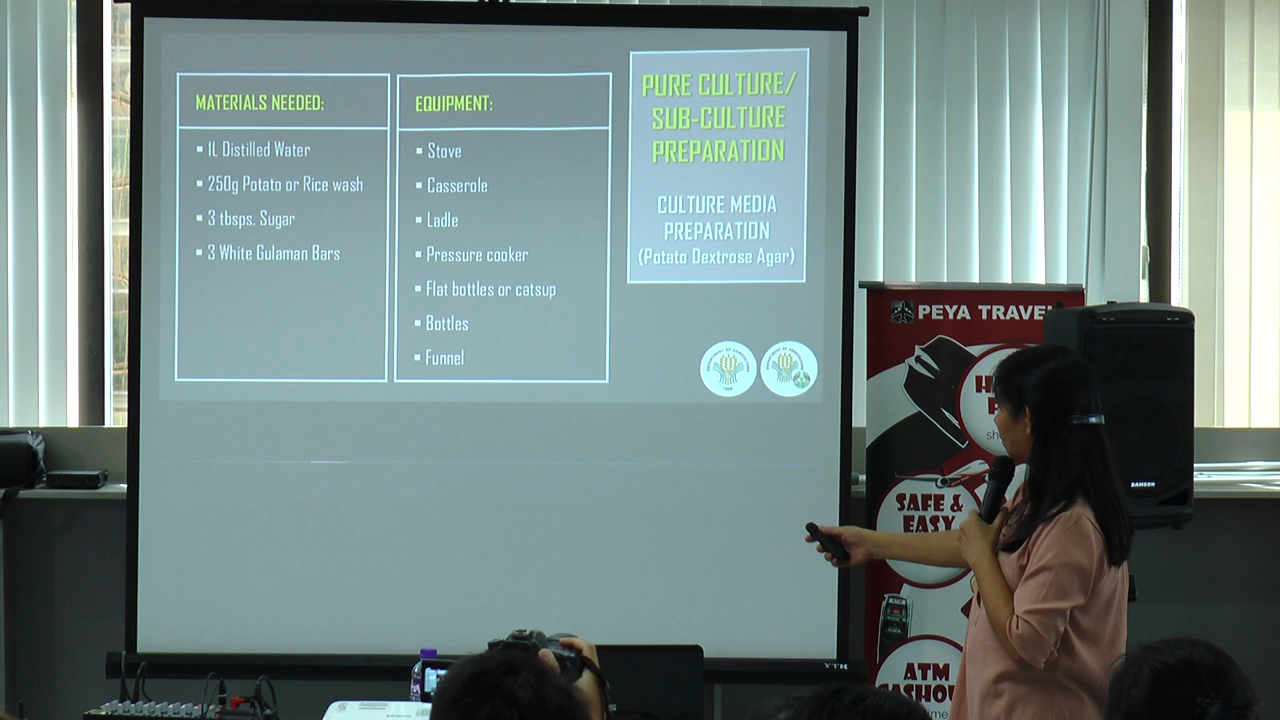 MATERIALS NEEDED:
▪ 1L Distilled Water
▪ 250g Potato or Rice wash
▪ 3 tbsps. Sugar
▪ 3 White Gulaman Bars
EQUIPMENT:
▪ Stove
▪ Casserole
▪ Ladle
▪ Pressure cooker
▪ Flat bottles or catsup
▪ Bottles
▪ Funnel
PURE CULTURE/
SUB-CULTURE
PREPARATION
CULTURE MEDIA
PREPARATION
(Potato Dextrose Agar)
PEYA TRAVEL
SAFE &
EASY
ATM
SAMSON
VTK